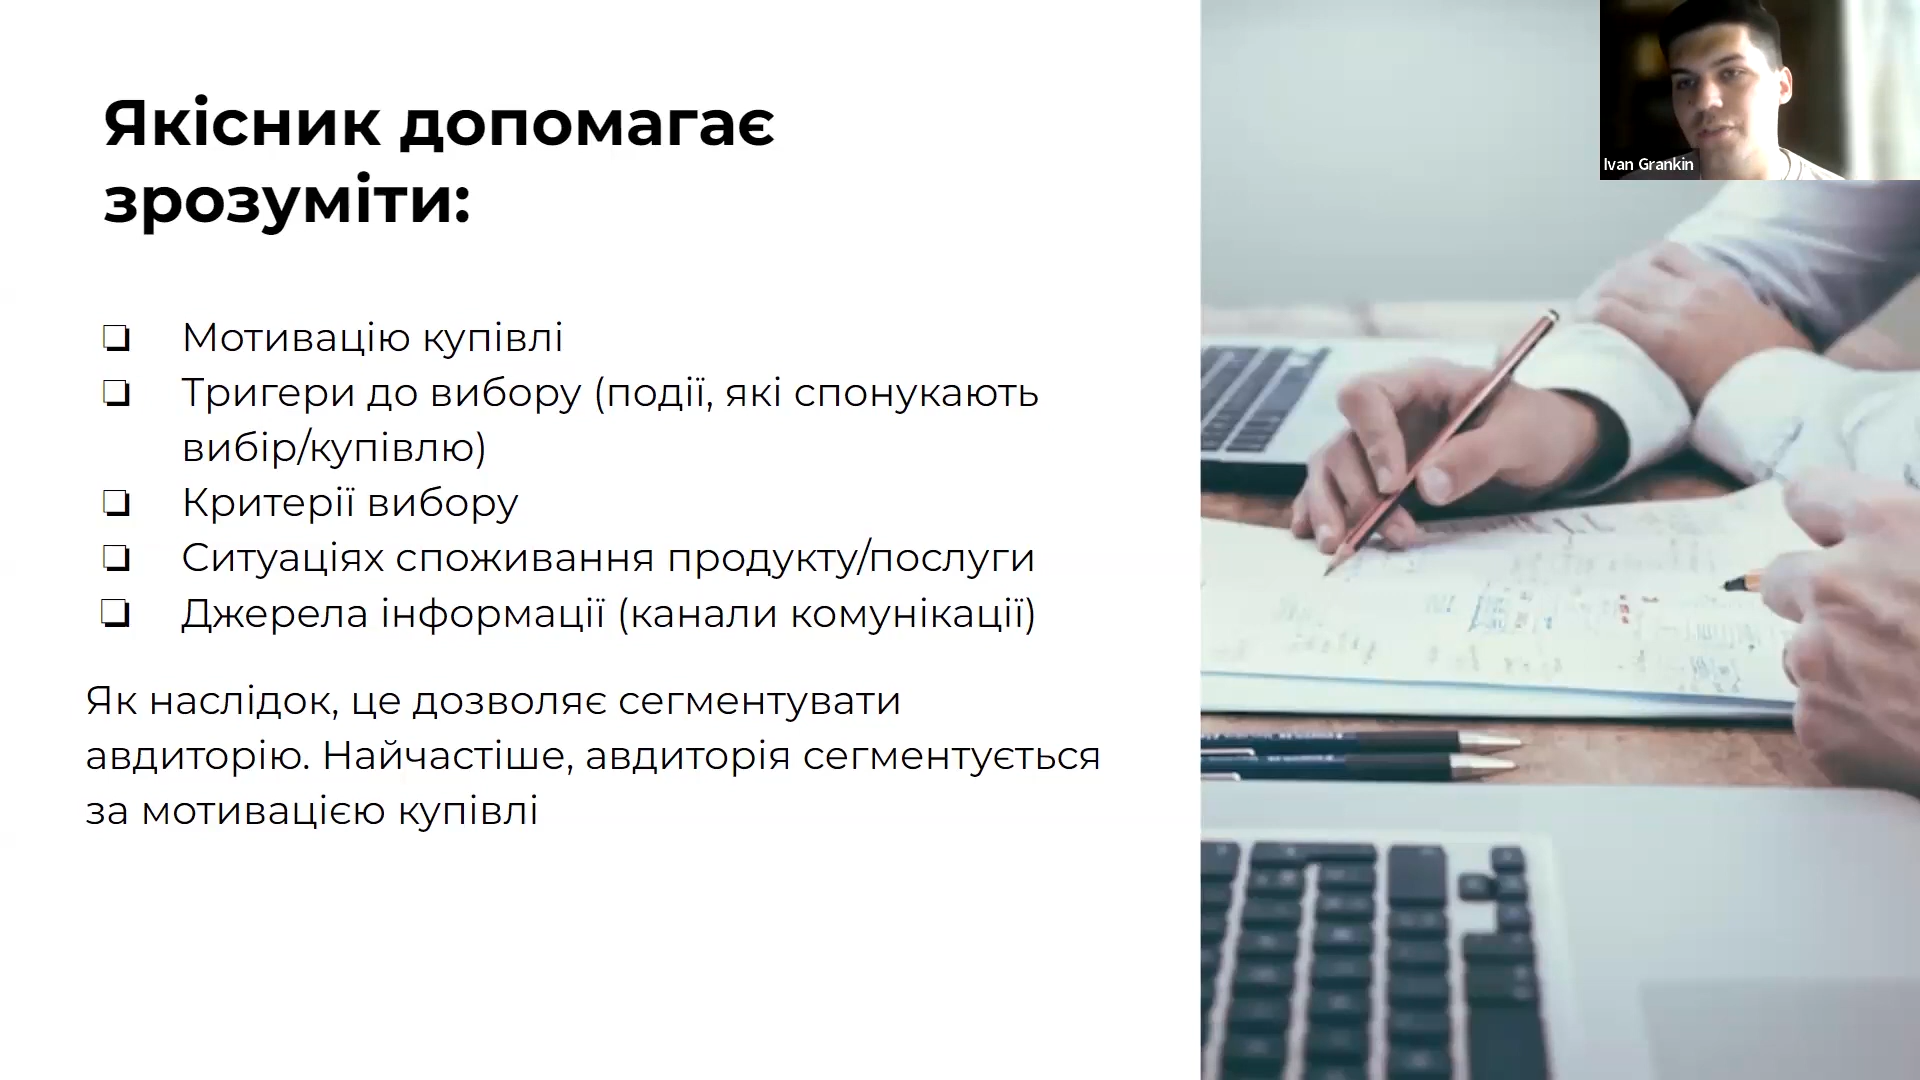 Якісник допомагає
зрозуміти:
Ivan Grankin
❏ Мотивацію купівлі
❏ Тригери до вибору (події, які спонукають
вибір/купівлю)
❏ Критерії вибору
❏ Ситуаціях споживання продукту/послуги
❏ Джерела інформації (канали комунікації)
Як наслідок, це дозволяє сегментувати
авдиторію. Найчастіше, авдиторія сегментується
за мотивацією купівлі